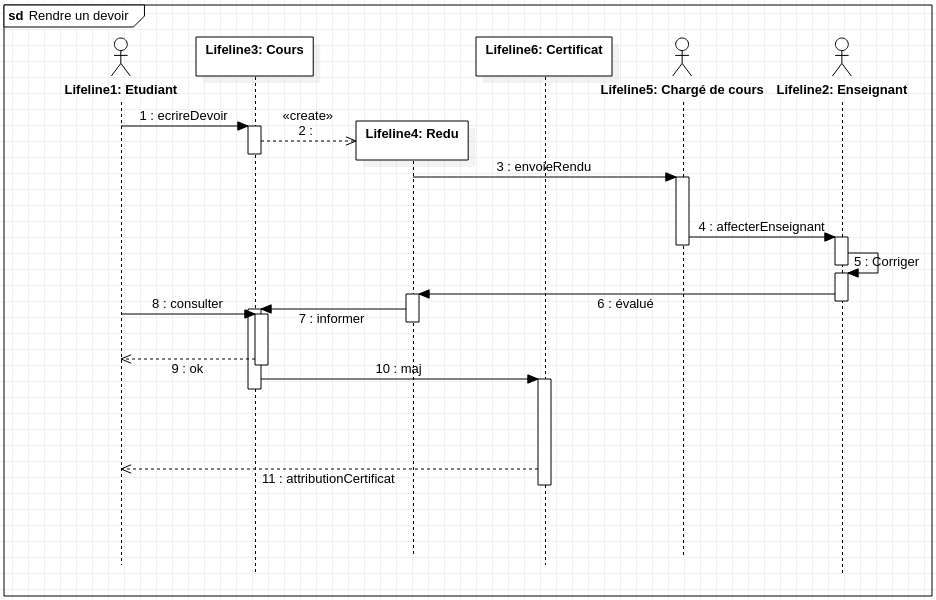 sd Rendre un devoir
Lifeline3: Cours
Lifeline6: Certificat
Lifeline1: Etudiant
Lifeline5: Chargé de cours
Lifeline2: Enseignant
1 : ecrireDevoir
«create»
2 :
Lifeline4: Redu
3 : envoieRendu
4 : affecterEnseignant
5 : Corriger
8 : consulter
6 : évalué
7 : informer
9 : ok
10 : maj
11 : attributionCertificat